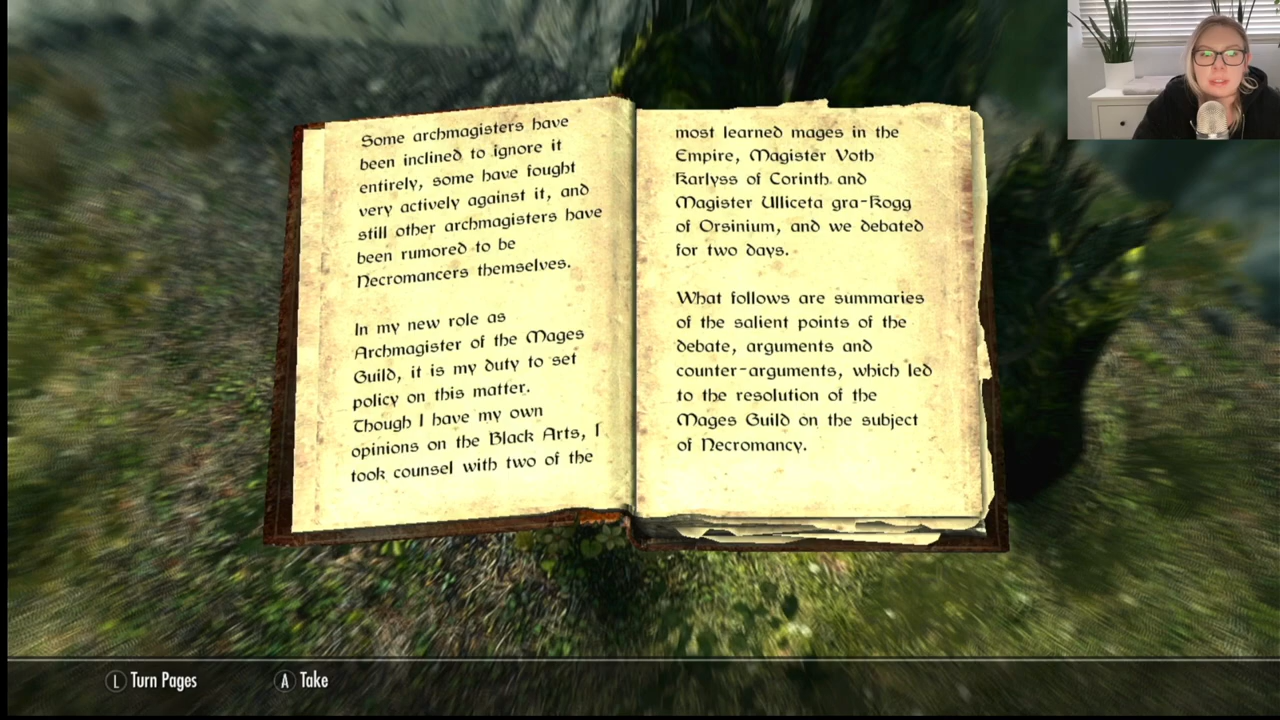 Some archmagisters have
been inclined to ignore it
entirely, some have fought
very actively against it, and
still other archmagisters have
been rumored to be
Necromancers themselves.
In my new role as
Archmagister of the Mages
Guild, it is my duty to set
policy on this matter.
Though I have my own
opinions on the Black Arts, I
took counsel with two of the
most learned mages in the
Empire, Magister Voth
Karlyss of Corinth and
Magister Ulliceta gra-Kogg
of Orsinium, and we debated
for two days.
What follows are summaries
of the salient points of the
debate, arguments and
counter-arguments, which led
to the resolution of the
Mages Guild on the subject
of Necromancy.
L Turn Pages
A Take